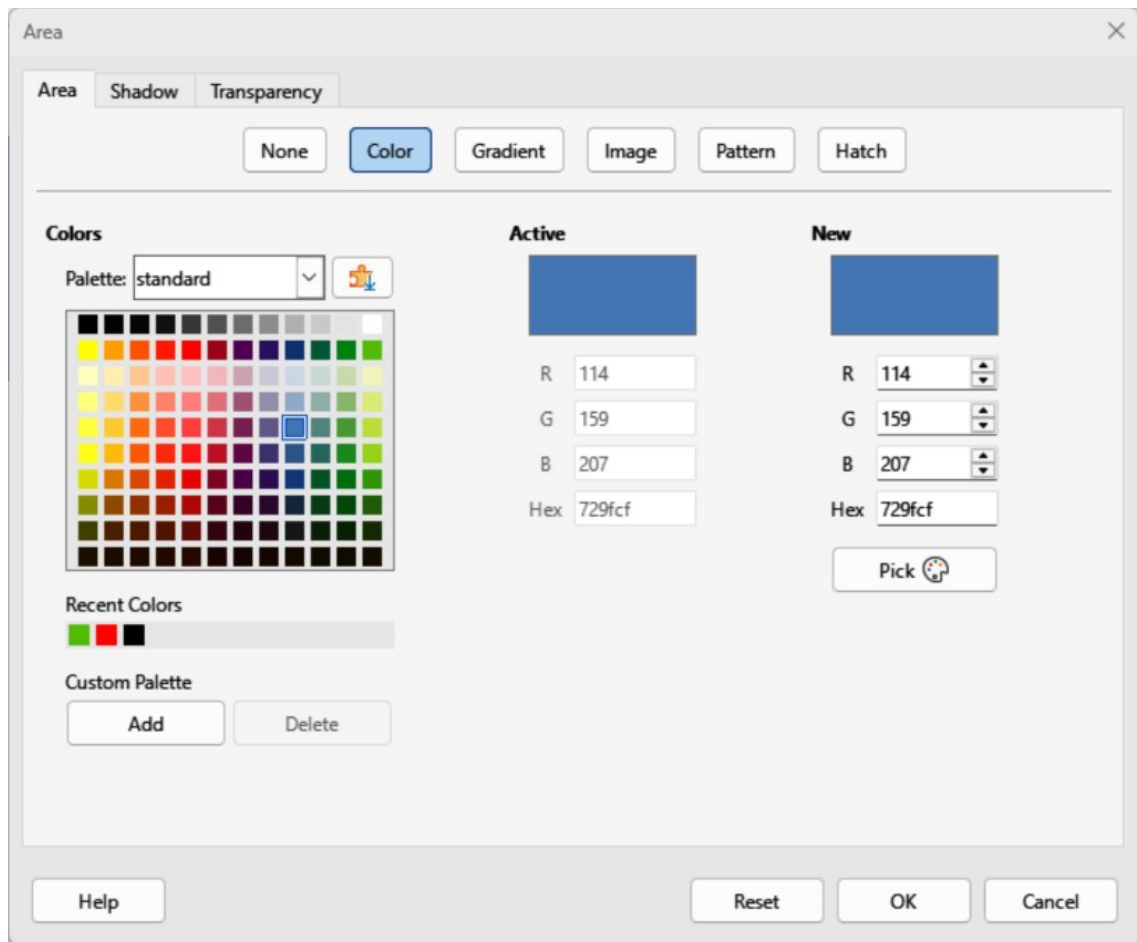 Area
Area Shadow Transparency
None Color Gradient Image Pattern Hatch
Colors Active New
Palette: standard
R 114 R 114
G 159 G 159
B 207 B 207
Hex 729fcf Hex 729fcf
Pick
Recent Colors
Custom Palette
Add Delete
Help Reset OK Cancel